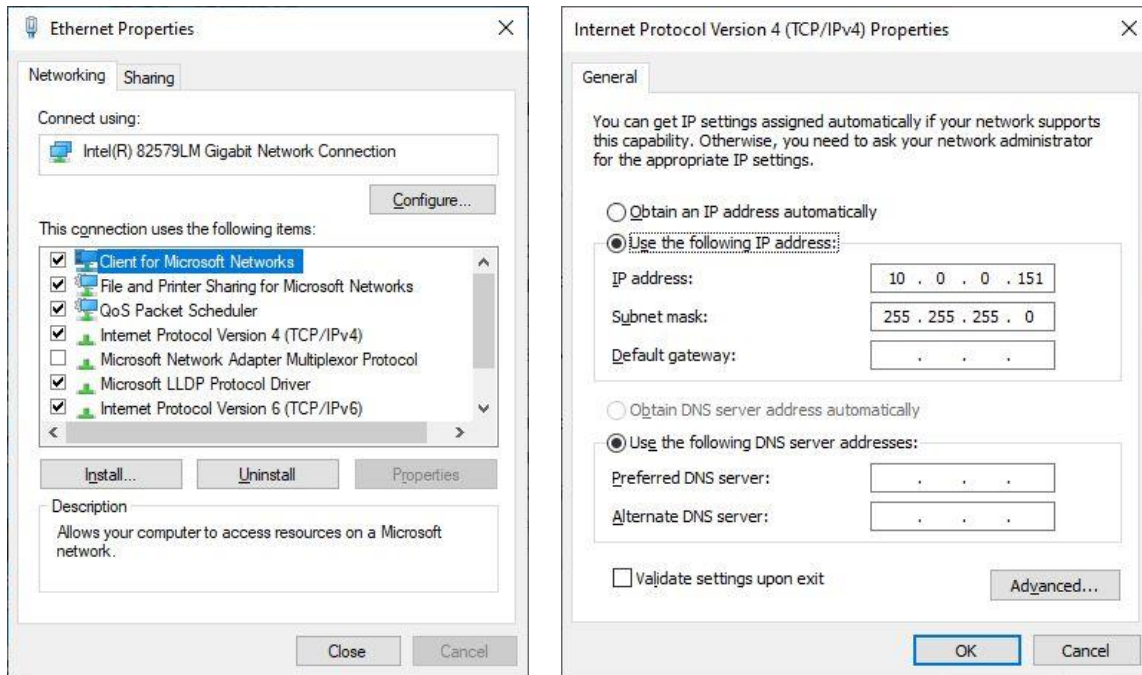 Ethernet Properties
Networking
Sharing
Connect using:
Intel(R) 82579LM Gigabit Network Connection
Configure...
This connection uses the following items:
Client for Microsoft Networks
File and Printer Sharing for Microsoft Networks
QoS Packet Scheduler
Internet Protocol Version 4 (TCP/IPv4)
Microsoft Network Adapter Multiplexor Protocol
Microsoft LLDP Protocol Driver
Internet Protocol Version 6 (TCP/IPv6)
Install...
Uninstall
Properties
Description
Allows your computer to access resources on a Microsoft
network.
Close
Cancel
Internet Protocol Version 4 (TCP/IPv4) Properties
General
You can get IP settings assigned automatically if your network supports
this capability. Otherwise, you need to ask your network administrator
for the appropriate IP settings.
Obtain an IP address automatically
Use the following IP address:
IP address:
10 . 0 . 0 . 151
Subnet mask:
255 . 255 . 255 . 0
Default gateway:
. . .
Obtain DNS server address automatically
Use the following DNS server addresses:
Preferred DNS server:
. . .
Alternate DNS server:
. . .
Validate settings upon exit
Advanced...
OK
Cancel